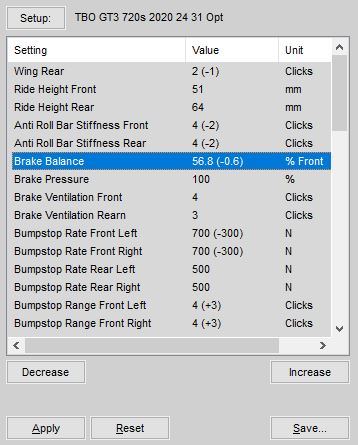 Setup: TBO GT3 720s 2020 24 31 Opt
Setting Value Unit
Wing Rear 2 (-1) Clicks
Ride Height Front 51 mm
Ride Height Rear 64 mm
Anti Roll Bar Stiffness Front 4 (-2) Clicks
Anti Roll Bar Stiffness Rear 4 (-2) Clicks
Brake Balance 56.8 (-0.6) % Front
Brake Pressure 100 %
Brake Ventilation Front 4 Clicks
Brake Ventilation Rearn 3 Clicks
Bumpstop Rate Front Left 700 (-300) N
Bumpstop Rate Front Right 700 (-300) N
Bumpstop Rate Rear Left 500 N
Bumpstop Rate Rear Right 500 N
Bumpstop Range Front Left 4 (+3) Clicks
Bumpstop Range Front Right 4 (+3) Clicks
Decrease Increase
Apply Reset Save...